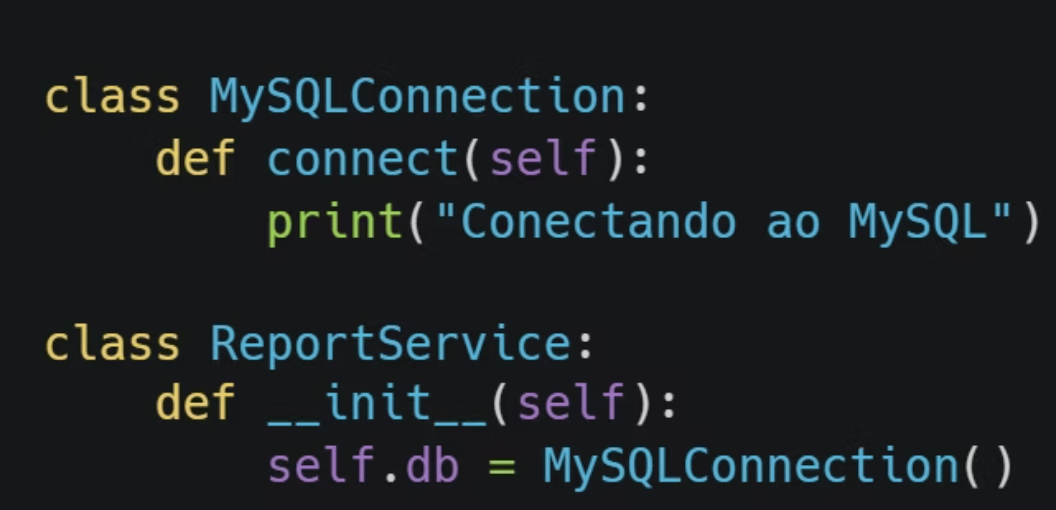 class MySQLConnection:
    def connect(self):
        print("Conectando ao MySQL")

class ReportService:
    def __init__(self):
        self.db = MySQLConnection()